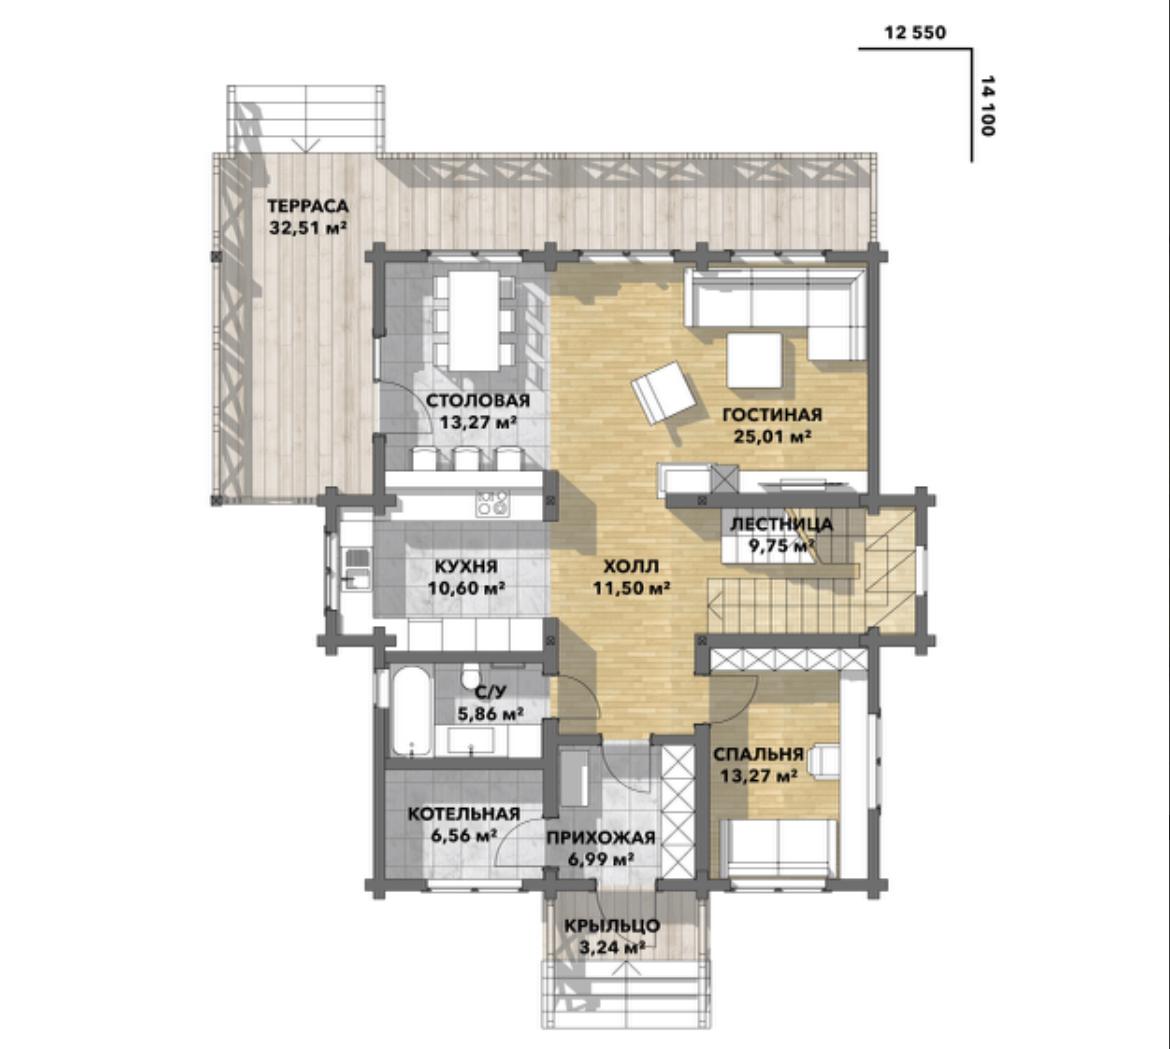 12 550
14 100
ТЕРРАСА
32,51 м²
СТОЛОВАЯ
13,27 м²
ГОСТИНАЯ
25,01 м²
ЛЕСТНИЦА
9,75 м²
КУХНЯ
10,60 м²
ХОЛЛ
11,50 м²
С/У
5,86 м²
СПАЛЬНЯ
13,27 м²
КОТЕЛЬНАЯ
6,56 м²
ПРИХОЖАЯ
6,99 м²
КРЫЛЬЦО
3,24 м²